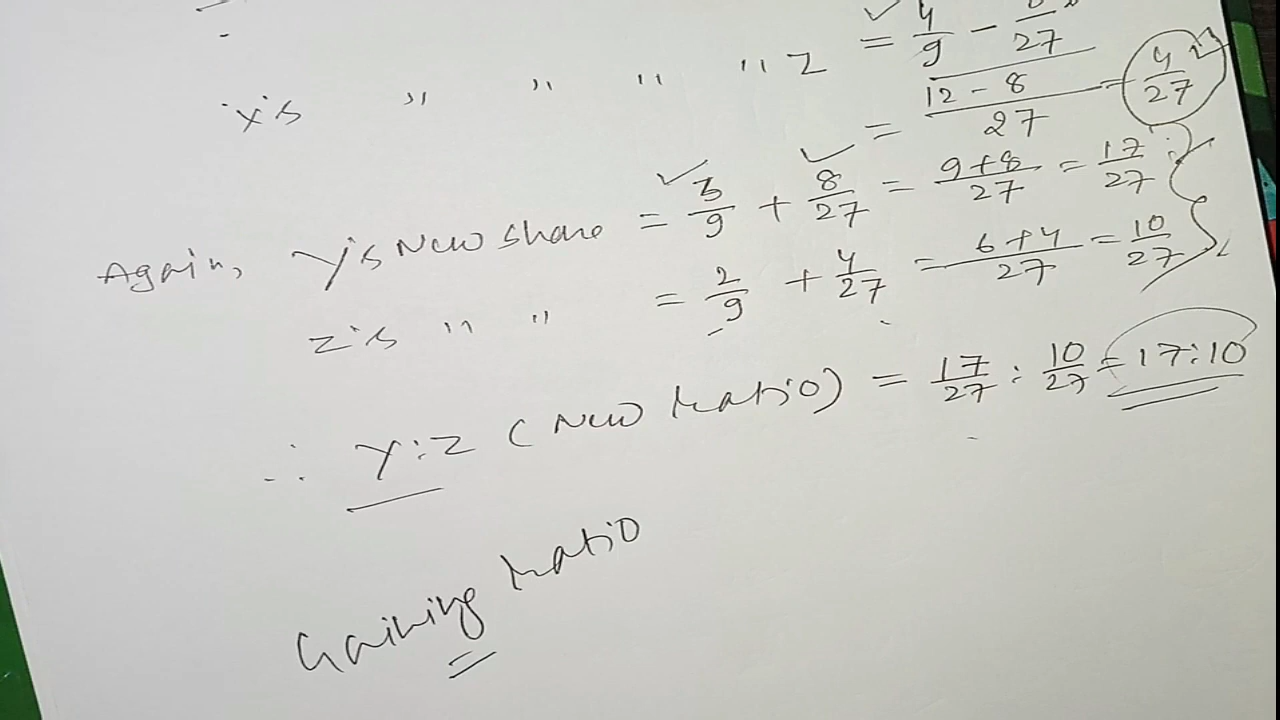 X's " " " " Z = 4/9 - 8/27
= 12 - 8/27 = 4/27
Again, Y's New share = 3/9 + 8/27 = 9+8/27 = 17/27
Z's " " = 2/9 + 4/27 = 6+4/27 = 10/27
∴ Y:Z (New Ratio) = 17/27 : 10/27 = 17:10
Gaining Ratio